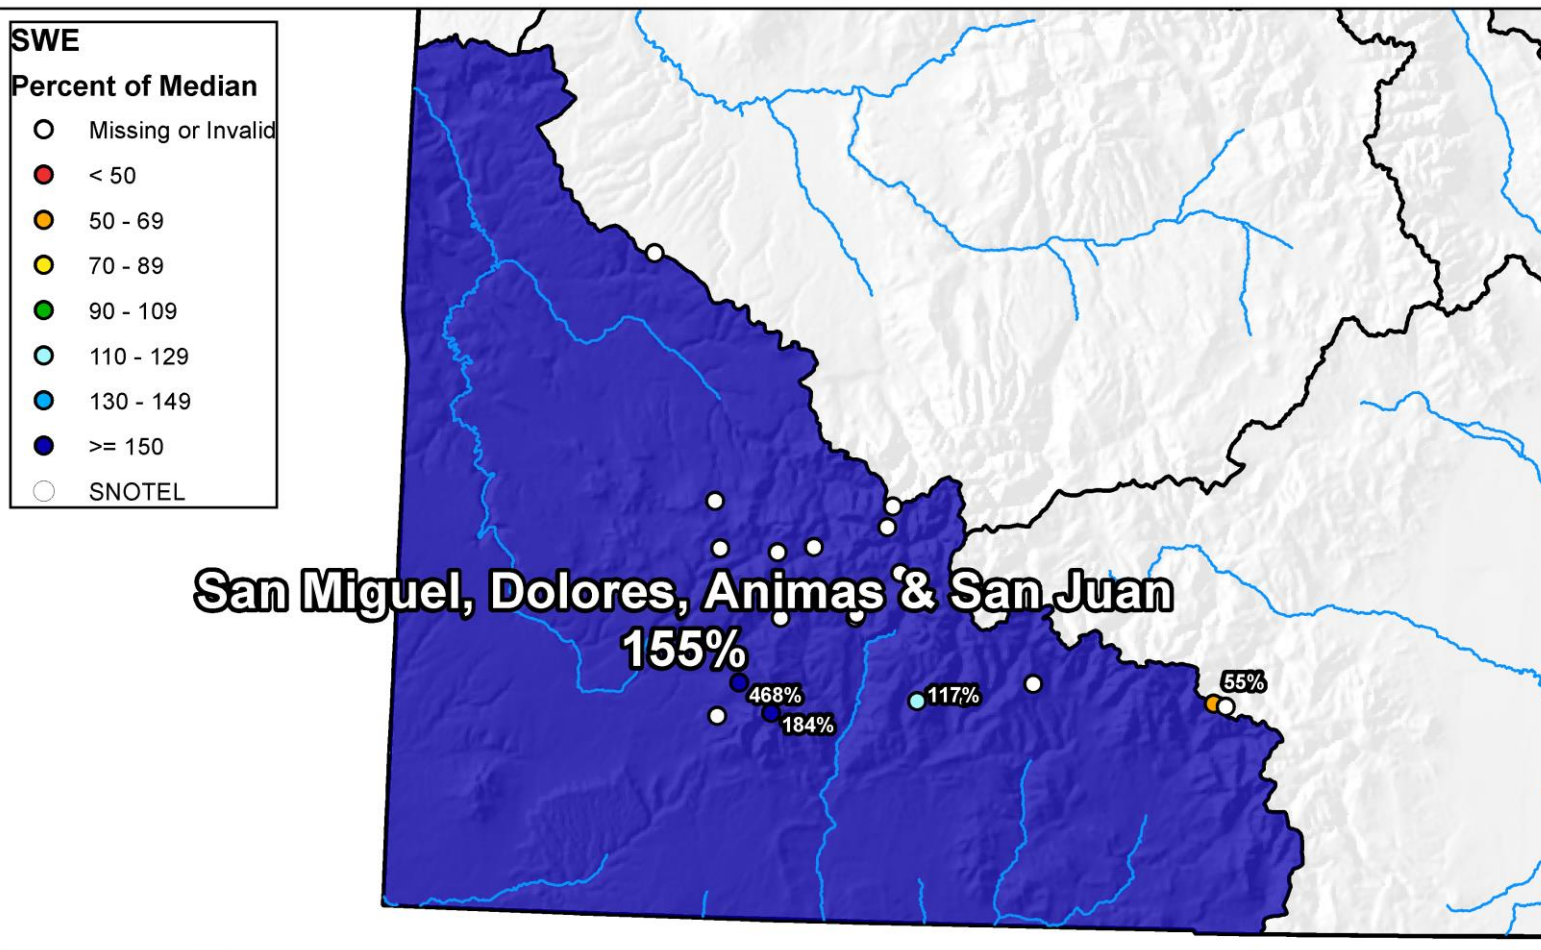 SWE
Percent of Median
Missing or Invalid
< 50
50 - 69
70 - 89
90 - 109
110 - 129
130 - 149
>= 150
SNOTEL
San Miguel, Dolores, Animas & San Juan
155%
55%
468%
117%
184%